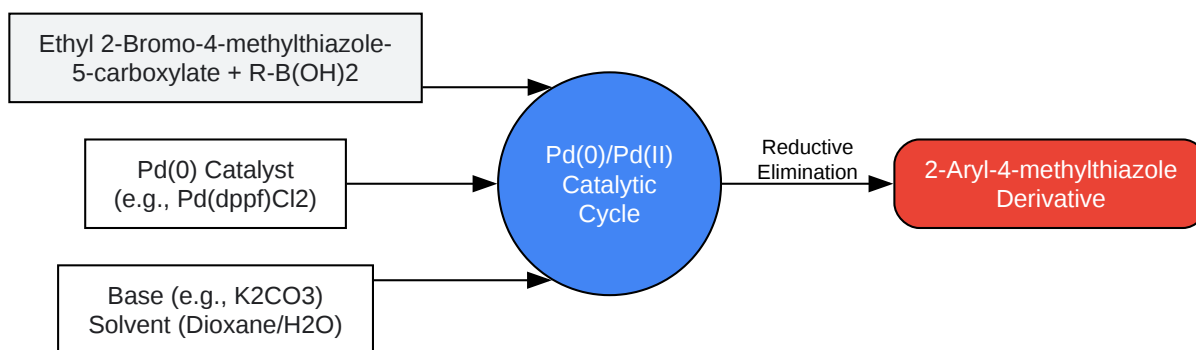 Ethyl 2-Bromo-4-methylthiazole-
5-carboxylate + R-B(OH)2
Pd(0) Catalyst
(e.g., Pd(dppf)Cl2)
Base (e.g., K2CO3)
Solvent (Dioxane/H2O)
Pd(0)/Pd(II)
Catalytic
Cycle
Reductive
Elimination
2-Aryl-4-methylthiazole
Derivative